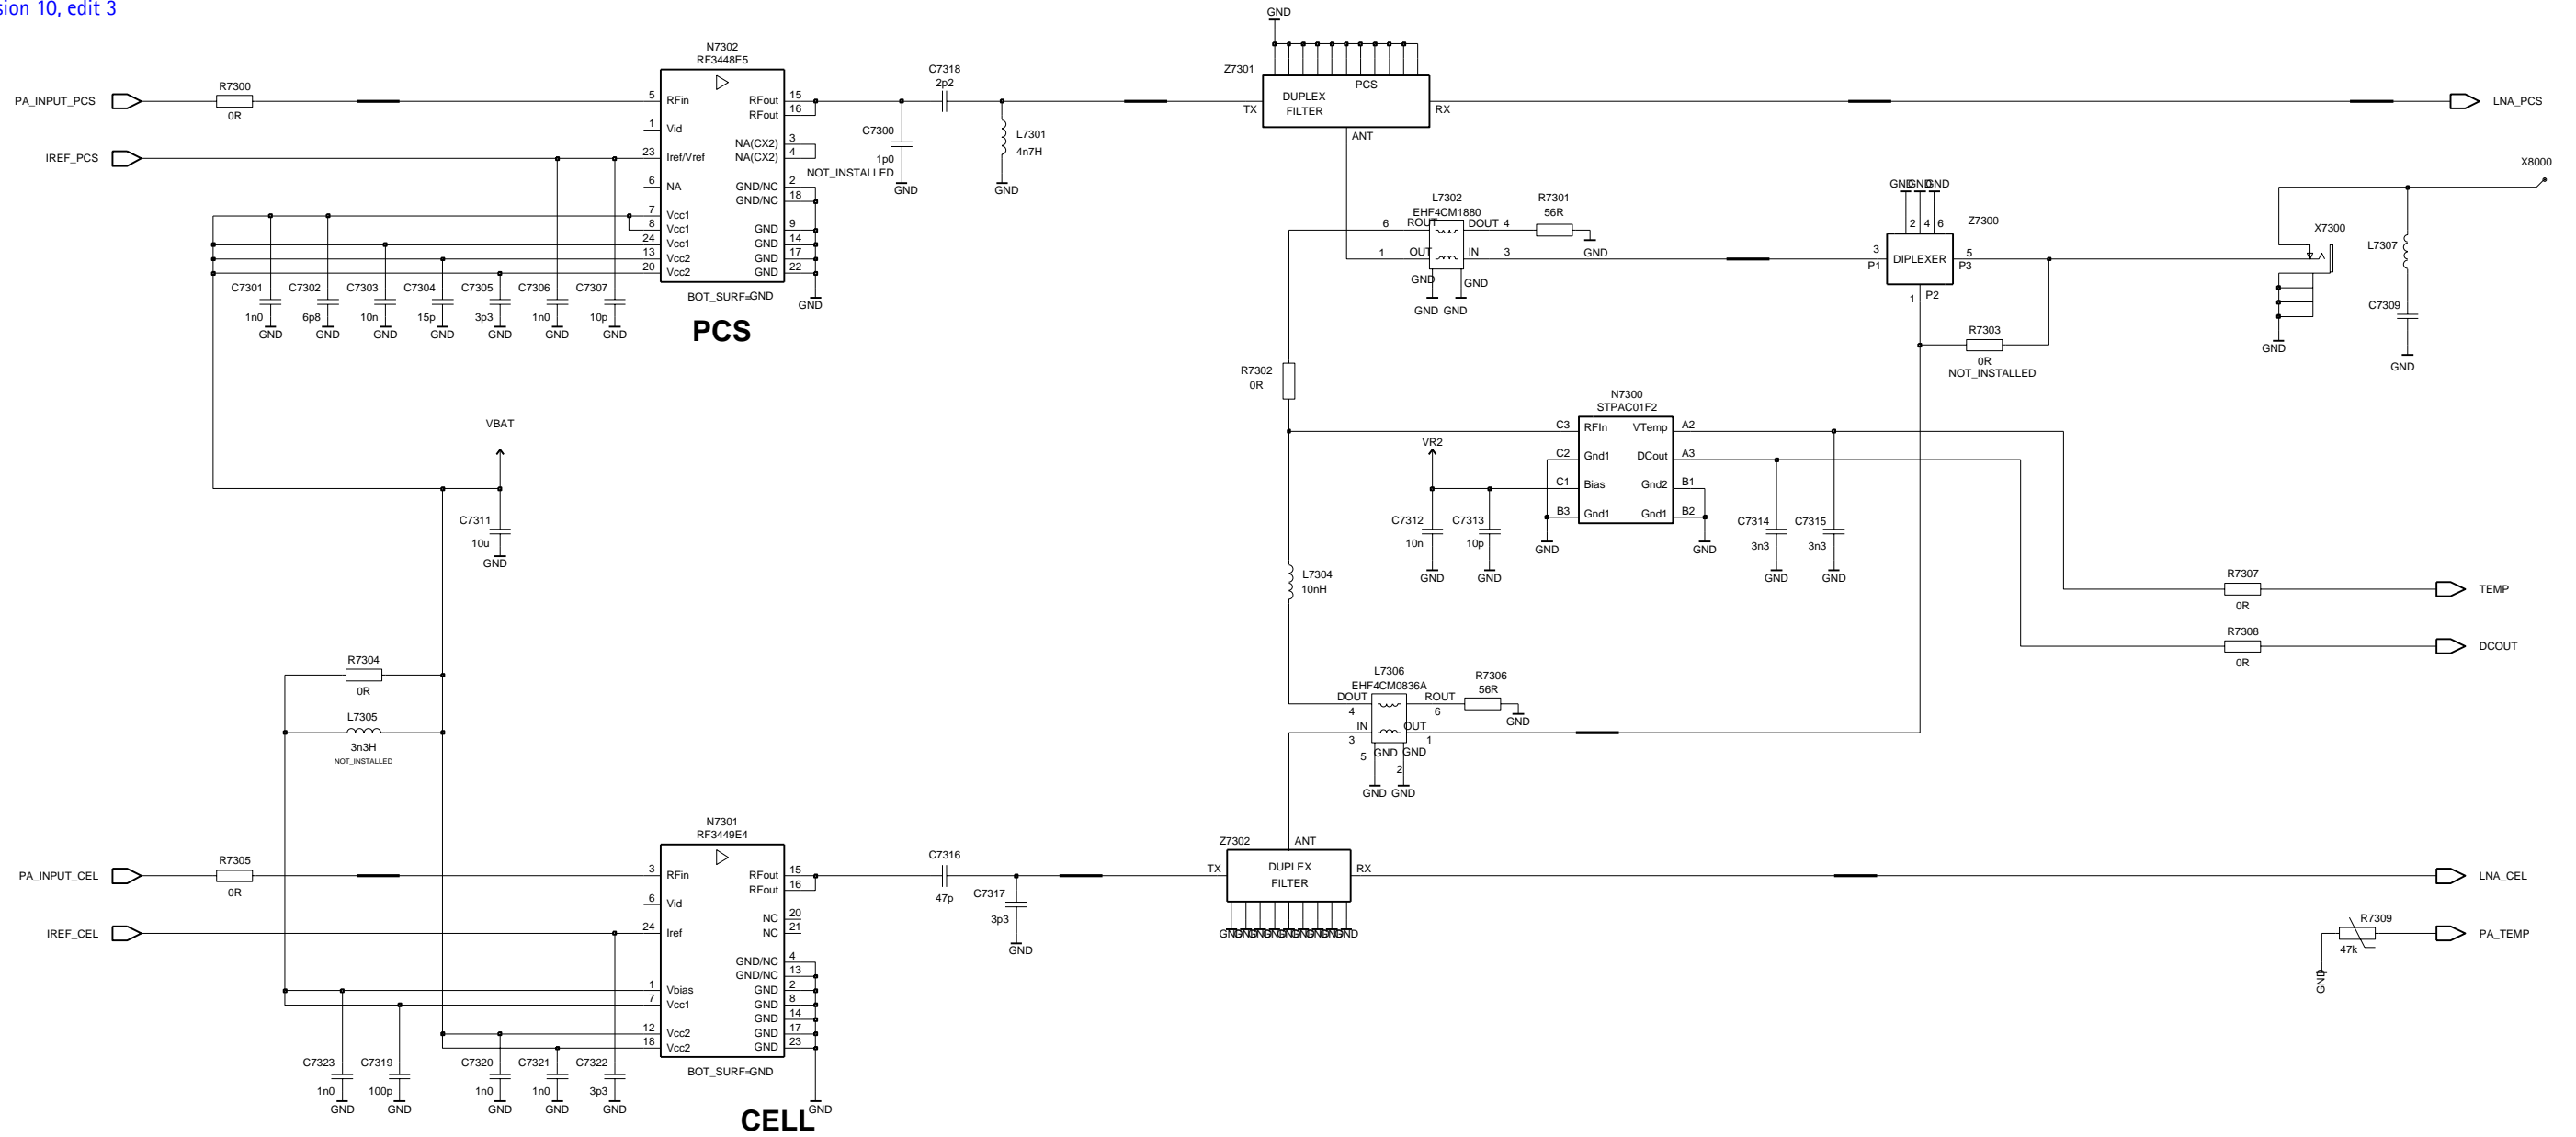 sion 10, edit 3
GND
N7302
RF3448E5
Z7301
PCS
DUPLEX
FILTER
TX
RX
ANT
C7318
2p2
R7300
0R
PA_INPUT_PCS
LNA_PCS
5 RFin
1 Vid
23 Iref/Vref
6 NA
7 Vcc1
8 Vcc1
24 Vcc1
13 Vcc2
20 Vcc2
RFout 15
RFout 16
NA(CX2) 3
NA(CX2) 4
GND/NC 2
GND/NC 18
GND 9
GND 14
GND 17
GND 22
C7300
1p0
NOT_INSTALLED
GND
L7301
4n7H
GND
IREF_PCS
X8000
L7302
EHF4CM1880
6 ROUT
DOUT 4
1 OUT
IN 3
GND
GND
GND GND
R7301
56R
GND
GND GND GND
2 4 6
Z7300
DIPLEXER
3
P1
5
P3
1 P2
X7300
GND
L7307
C7309
GND
C7301
1n0
GND
C7302
6p8
GND
C7303
10n
GND
C7304
15p
GND
C7305
3p3
GND
C7306
1n0
GND
C7307
10p
GND
BOT_SURF=GND
GND
PCS
R7303
0R
NOT_INSTALLED
R7302
0R
N7300
STPAC01F2
C3 RFIn
C2 Gnd1
C1 Bias
B3 Gnd1
VTemp A2
DCout A3
Gnd2 B1
Gnd1 B2
GND
GND
VR2
C7312
10n
GND
C7313
10p
GND
C7314
3n3
GND
C7315
3n3
GND
VBAT
C7311
10u
GND
L7304
10nH
R7307
0R
TEMP
R7308
0R
DCOUT
R7304
0R
L7305
3n3H
NOT_INSTALLED
L7306
EHF4CM0836A
DOUT
4
ROUT
6
IN
3
OUT
1
5
GND
GND
2
GND GND
R7306
56R
GND
N7301
RF3449E4
R7305
0R
PA_INPUT_CEL
IREF_CEL
3 RFin
6 Vid
24 Iref
1 Vbias
7 Vcc1
12 Vcc2
18 Vcc2
RFout 15
RFout 16
NC 20
NC 21
GND/NC 4
GND/NC 13
GND 2
GND 8
GND 14
GND 17
GND 23
C7316
47p
C7317
3p3
GND
Z7302
ANT
DUPLEX
FILTER
TX
RX
GND GND GND GND GND GND GND GND GND
LNA_CEL
R7309
47k
GND
PA_TEMP
C7323
1n0
GND
C7319
100p
GND
C7320
1n0
GND
C7321
1n0
GND
C7322
3p3
GND
BOT_SURF=GND
GND
CELL